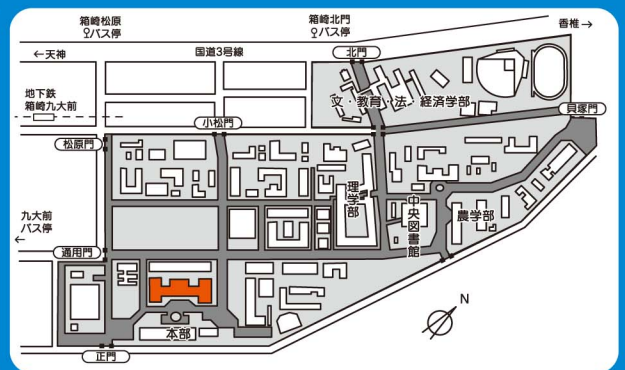 箱崎松原
バス停
箱崎北門
バス停
香椎→
←天神
国道3号線
北門
地下鉄
箱崎九大前
文・教育・法・経済学部
貝塚門
小松門
松原門
理学部
中央図書館
農学部
九大前
バス停
←
通用門
N
本部
正門